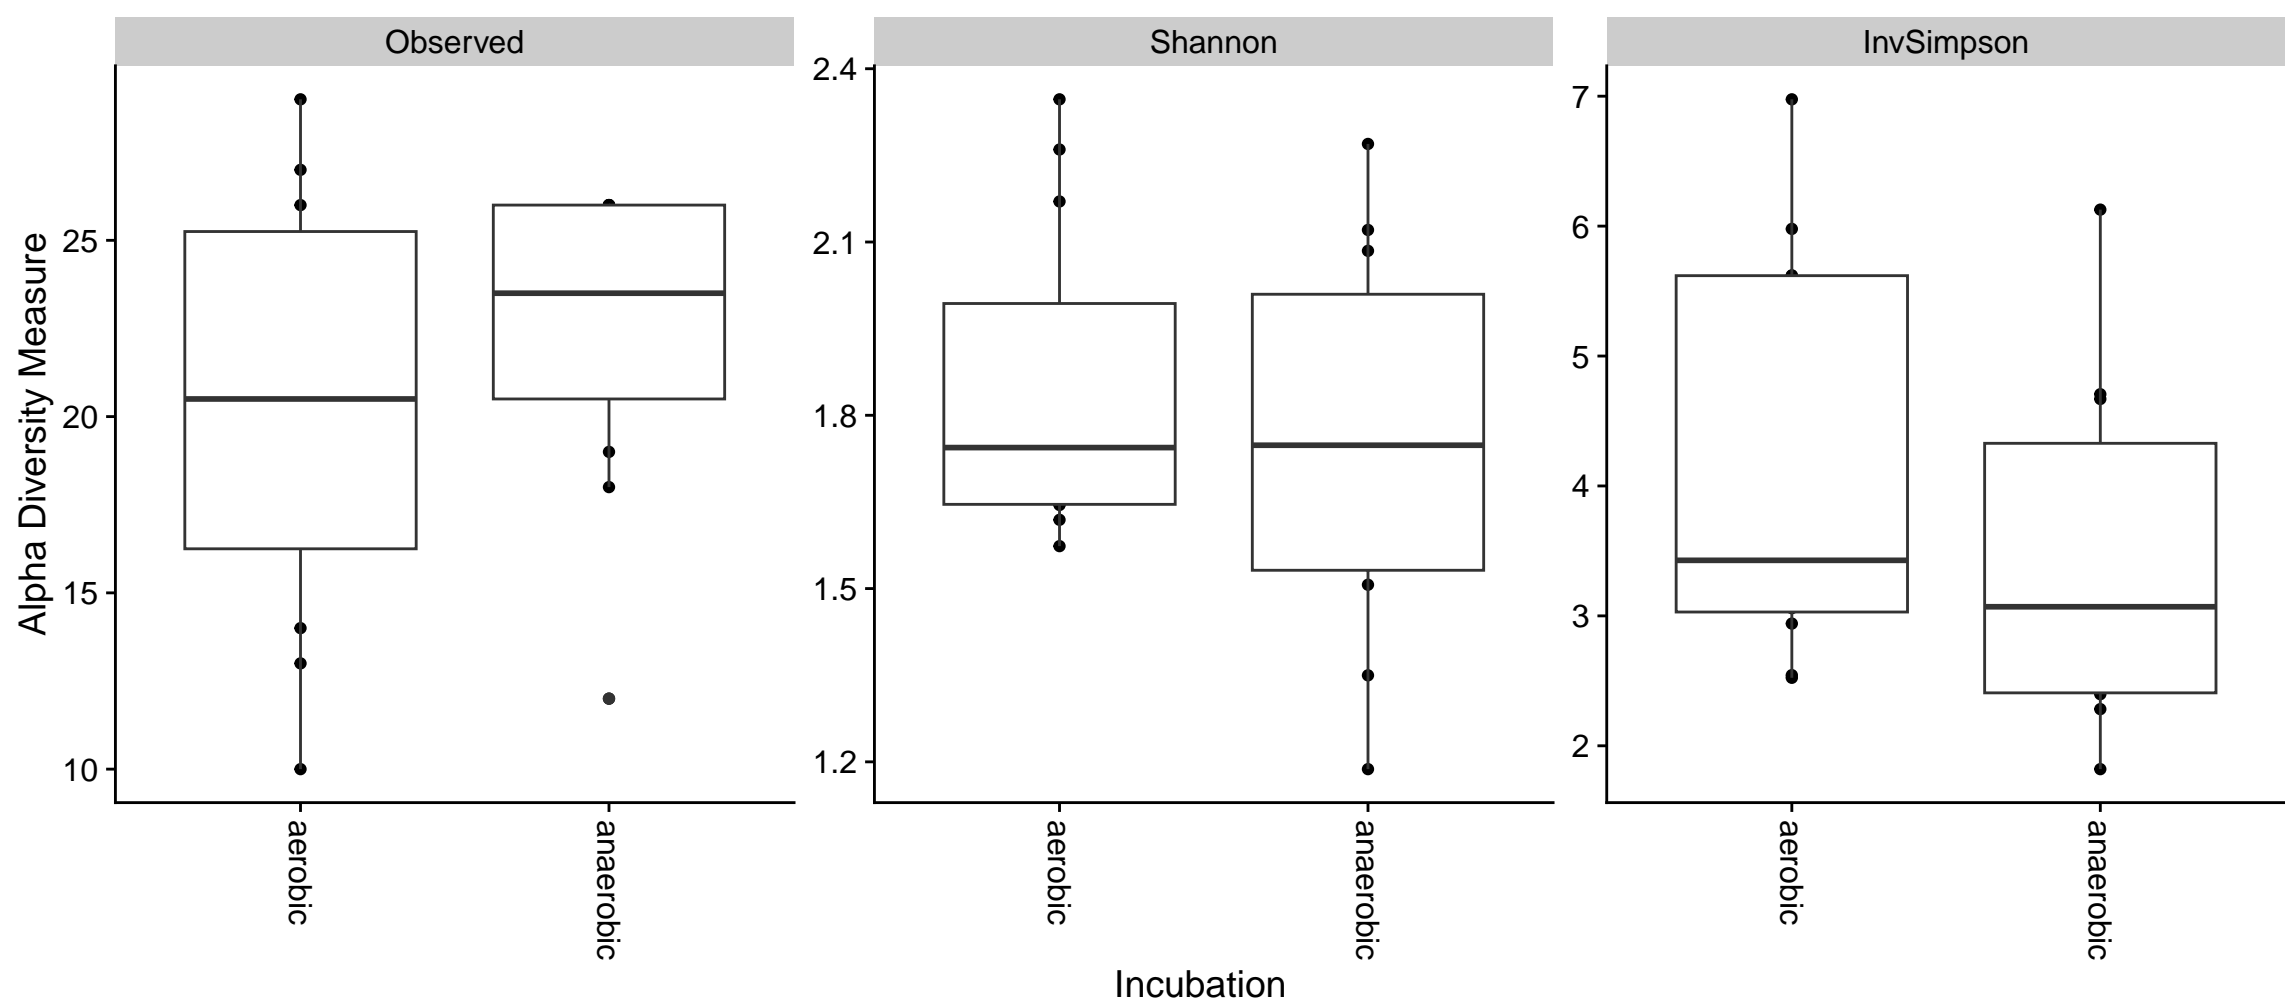 Observed
Shannon
InvSimpson
Alpha Diversity Measure
25
20
15
10
2.4
2.1
1.8
1.5
1.2
7
6
5
4
3
2
aerobic
anaerobic
aerobic
anaerobic
aerobic
anaerobic
Incubation